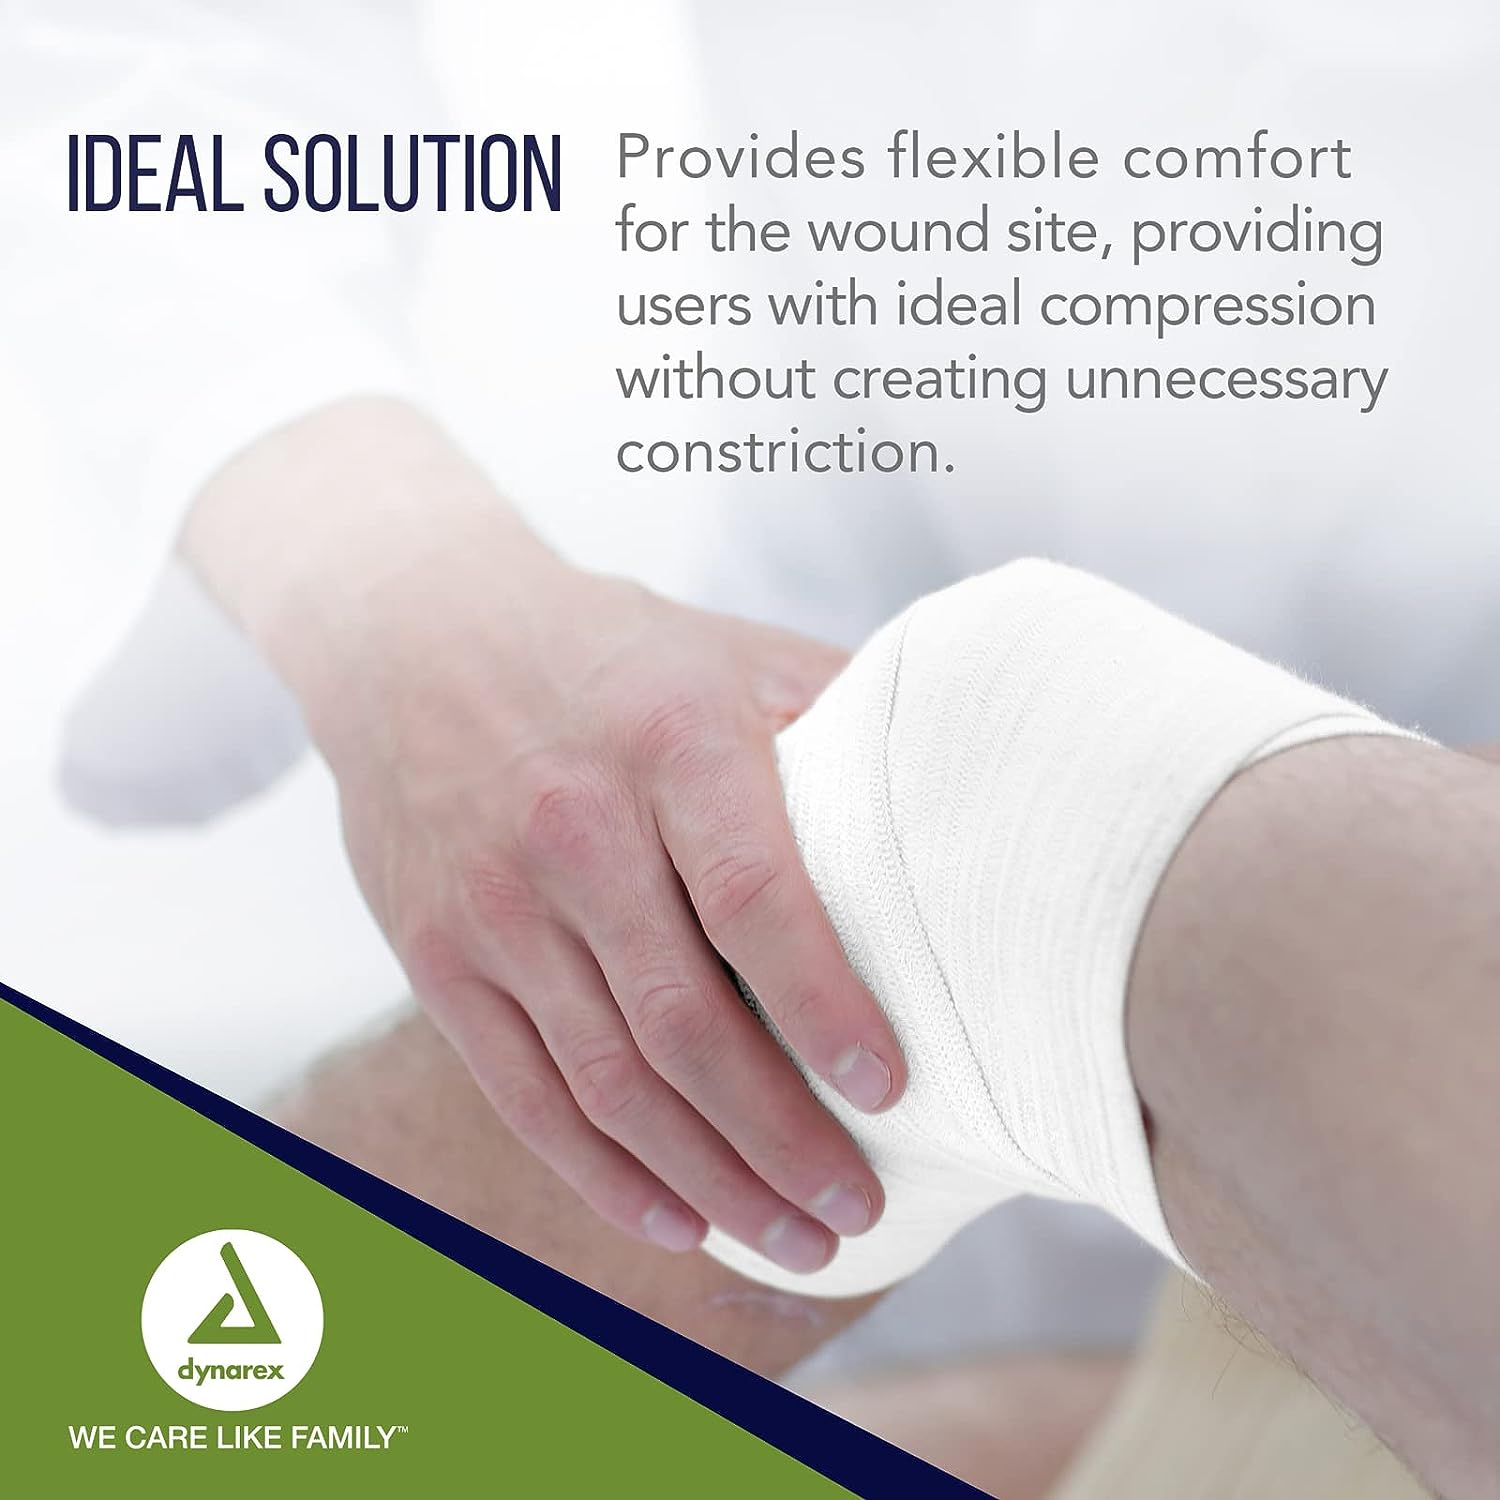 IDEAL SOLUTION
Provides flexible comfort
for the wound site, providing
users with ideal compression
without creating unnecessary
constriction.
dynarex
WE CARE LIKE FAMILY™